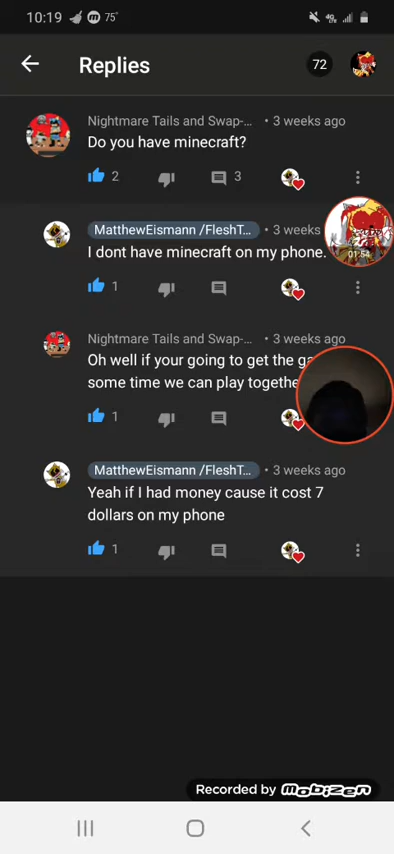 10:19 75°
Replies 72
Nightmare Tails and Swap-... • 3 weeks ago
Do you have minecraft?
2 3
MatthewEismann /FleshT... • 3 weeks
I dont have minecraft on my phone.
01:54
1
Nightmare Tails and Swap-... • 3 weeks ago
Oh well if your going to get the
some time we can play
1
MatthewEismann /FleshT... • 3 weeks ago
Yeah if I had money cause it cost 7
dollars on my phone
1
Recorded by Mobizen